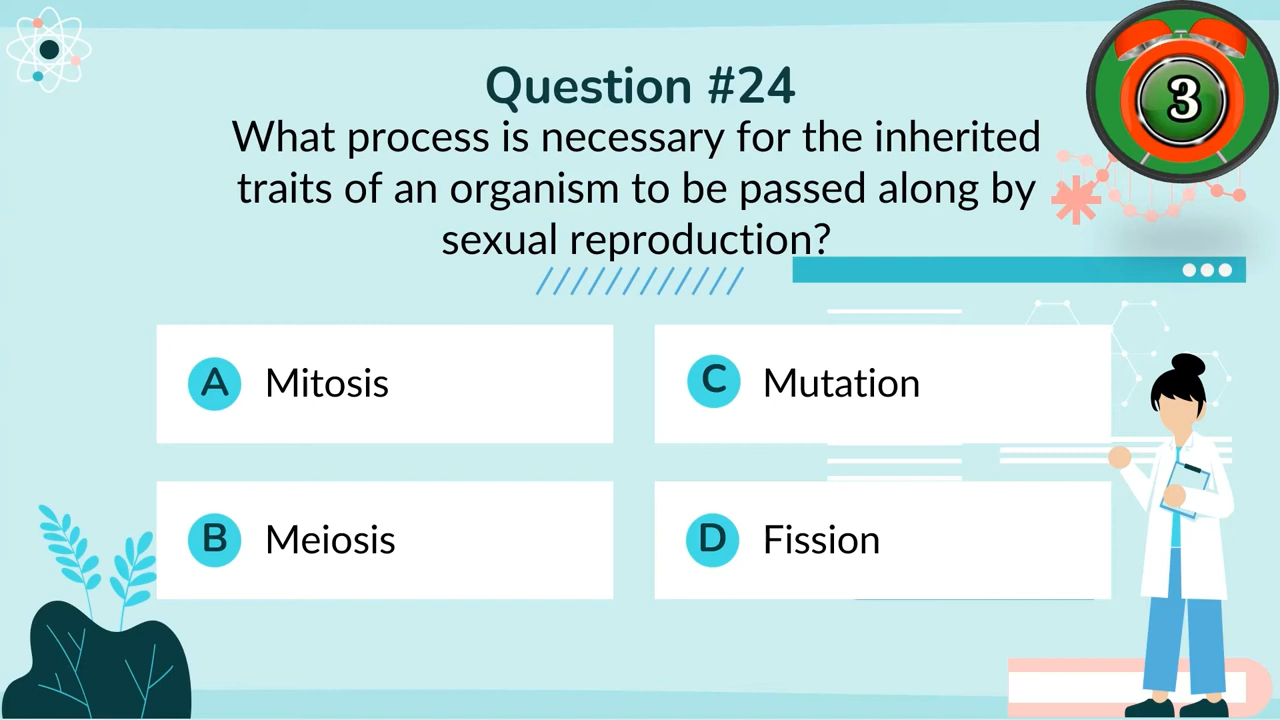 Question #24
3
What process is necessary for the inherited
traits of an organism to be passed along by
sexual reproduction?
A Mitosis
C Mutation
B Meiosis
D Fission